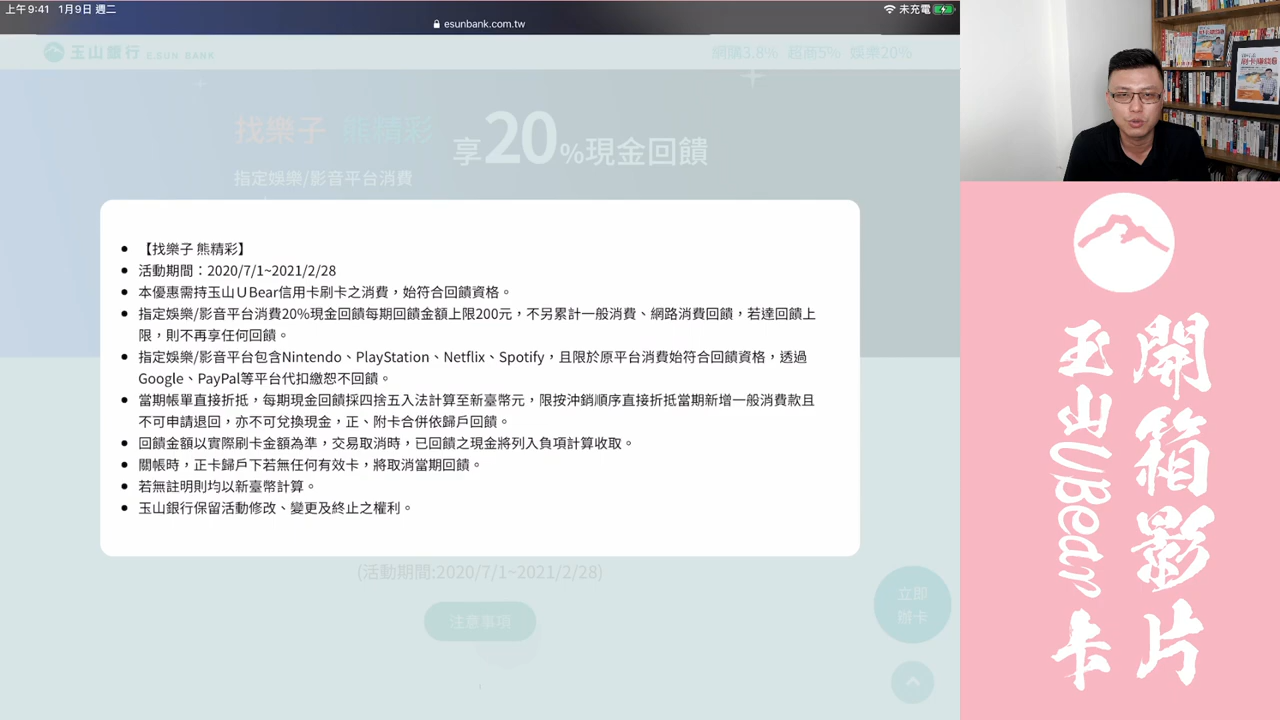 上午9:41 1月9日 週二
未充電
esunbank.com.tw
玉山銀行 E.SUN BANK
網購3.8% 超商5% 娛樂20%
找樂子 熊精彩 享20%現金回饋
指定娛樂/影音平台消費
【找樂子 熊精彩】
活動期間：2020/7/1~2021/2/28
本優惠需持玉山U Bear信用卡刷卡之消費，始符合回饋資格。
指定娛樂/影音平台消費20%現金回饋每期回饋金額上限200元，不另累計一般消費、網路消費回饋，若達回饋上
限，則不再享任何回饋。
指定娛樂/影音平台包含Nintendo、PlayStation、Netflix、Spotify，且限於原平台消費始符合回饋資格，透過
Google、PayPal等平台代扣繳恕不回饋。
當期帳單直接折抵，每期現金回饋採四捨五入法計算至新臺幣元，限按沖銷順序直接折抵當期新增一般消費款且
不可申請退回，亦不可兌換現金，正、附卡合併依歸戶回饋。
回饋金額以實際刷卡金額為準，交易取消時，已回饋之現金將列入負項計算收取。
關帳時，正卡歸戶下若無任何有效卡，將取消當期回饋。
若無註明則均以新臺幣計算。
玉山銀行保留活動修改、變更及終止之權利。
(活動期間:2020/7/1~2021/2/28)
注意事項
立即
辦卡
開箱影片
玉山UBear卡